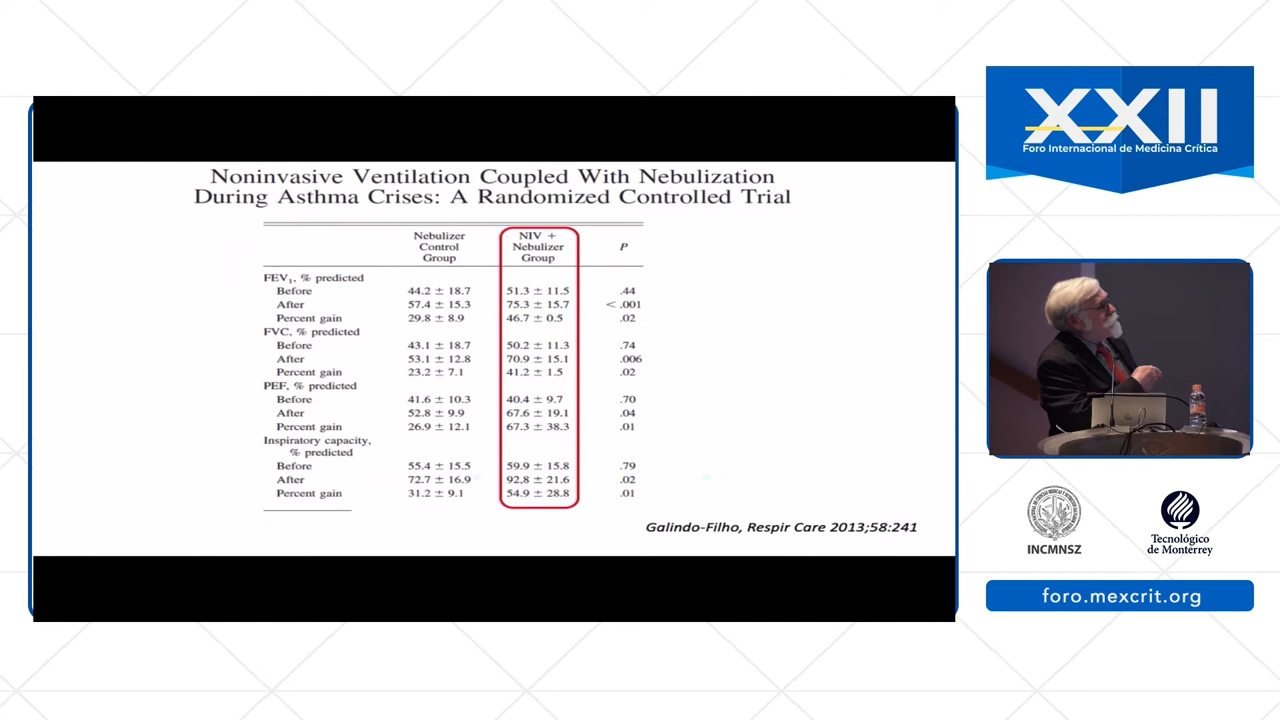 Noninvasive Ventilation Coupled With Nebulization
During Asthma Crises: A Randomized Controlled Trial
Nebulizer Control Group NIV + Nebulizer Group P
FEV1, % predicted
Before 44.2 ± 18.7 51.3 ± 11.5 .44
After 57.4 ± 15.3 75.3 ± 15.7 < .001
Percent gain 29.8 ± 8.9 46.7 ± 0.5 .02
FVC, % predicted
Before 43.1 ± 18.7 50.2 ± 11.3 .74
After 53.1 ± 12.8 70.9 ± 15.1 .006
Percent gain 23.2 ± 7.1 41.2 ± 1.5 .02
PEF, % predicted
Before 41.6 ± 10.3 40.4 ± 9.7 .70
After 52.8 ± 9.9 67.6 ± 19.1 .04
Percent gain 26.9 ± 12.1 67.3 ± 38.3 .01
Inspiratory capacity,
% predicted
Before 55.4 ± 15.5 59.9 ± 15.8 .79
After 72.7 ± 16.9 92.8 ± 21.6 .02
Percent gain 31.2 ± 9.1 54.9 ± 28.8 .01
Galindo-Filho, Respir Care 2013;58:241
XXII
Foro Internacional de Medicina Crítica
INCMNSZ
Tecnológico
de Monterrey
foro.mexcrit.org